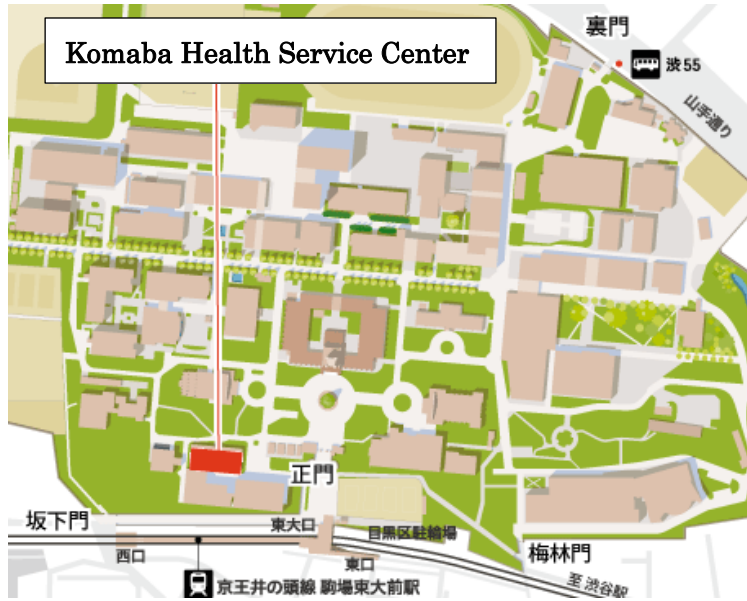 Komaba Health Service Center
裏門
渋55
山手通り
正門
坂下門
東大口
目黒区駐輪場
西口
東口
梅林門
京王井の頭線 駒場東大前駅
至 渋谷駅